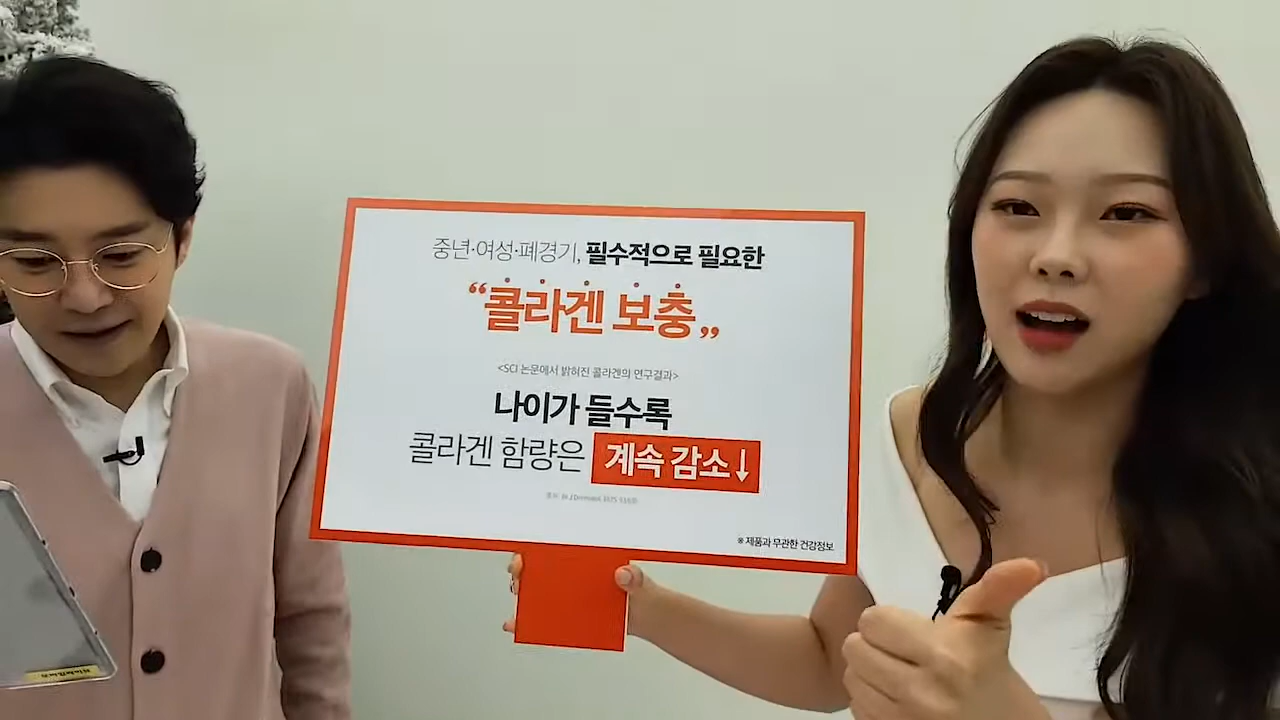 중년·여성·폐경기, 필수적으로 필요한
“콜라겐 보충„
<SCI 논문에서 밝혀진 콜라겐의 연구결과>
나이가 들수록
콜라겐 함량은 계속 감소↓
※ 제품과 무관한 건강정보